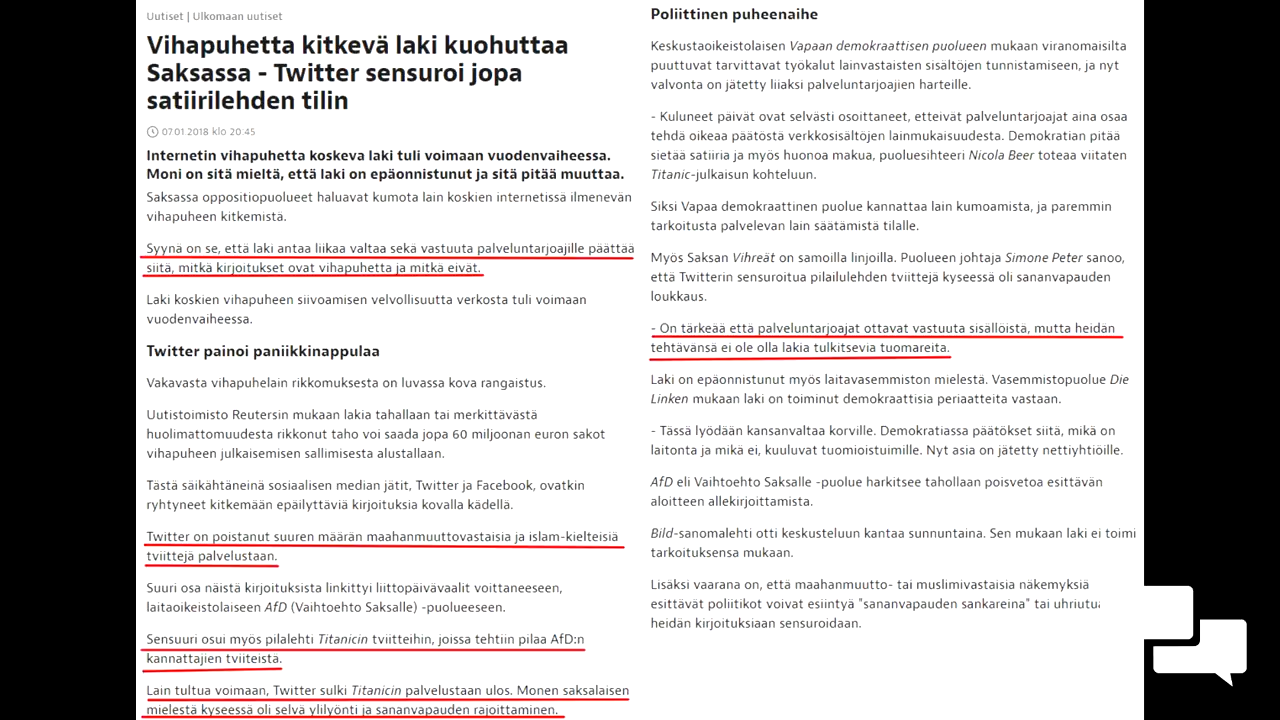 Uutiset | Ulkomaan uutiset
Vihapuhetta kitkevä laki kuohuttaa
Saksassa - Twitter sensuroi jopa
satiirilehden tilin
07.01.2018 klo 20:45
Internetin vihapuhetta koskeva laki tuli voimaan vuodenvaiheessa.
Moni on sitä mieltä, että laki on epäonnistunut ja sitä pitää muuttaa.
Saksassa oppositiopuolueet haluavat kumota lain koskien internetissä ilmenevän
vihapuheen kitkemistä.
Syynä on se, että laki antaa liikaa valtaa sekä vastuuta palveluntarjoajille päättää
siitä, mitkä kirjoitukset ovat vihapuhetta ja mitkä eivät.
Laki koskien vihapuheen siivoamisen velvollisuutta verkosta tuli voimaan
vuodenvaiheessa.
Twitter painoi paniikkinappulaa
Vakavasta vihapuhelain rikkomuksesta on luvassa kova rangaistus.
Uutistoimisto Reutersin mukaan lakia tahallaan tai merkittävästä
huolimattomuudesta rikkonut taho voi saada jopa 60 miljoonan euron sakot
vihapuheen julkaisemisen sallimisesta alustallaan.
Tästä säikähtäneinä sosiaalisen median jätit, Twitter ja Facebook, ovatkin
ryhtyneet kitkemään epäilyttäviä kirjoituksia kovalla kädellä.
Twitter on poistanut suuren määrän maahanmuuttovastaisia ja islam-kielteisiä
tviittejä palvelustaan.
Suuri osa näistä kirjoituksista linkittyi liittopäivävaalit voittaneeseen,
laitaoikeistolaiseen AfD (Vaihtoehto Saksalle) -puolueeseen.
Sensuuri osui myös pilalehti Titanicin tviitteihin, joissa tehtiin pilaa AfD:n
kannattajien tviiteistä.
Lain tultua voimaan, Twitter sulki Titanicin palvelustaan ulos. Monen saksalaisen
mielestä kyseessä oli selvä ylilyönti ja sananvapauden rajoittaminen.
Poliittinen puheenaihe
Keskustaoikeistolaisen Vapaan demokraattisen puolueen mukaan viranomaisilta
puuttuvat tarvittavat työkalut lainvastaisten sisältöjen tunnistamiseen, ja nyt
valvonta on jätetty liiaksi palveluntarjoajien harteille.
- Kuluneet päivät ovat selvästi osoittaneet, etteivät palveluntarjoajat aina osaa
tehdä oikeaa päätöstä verkkosisältöjen lainmukaisuudesta. Demokratian pitää
sietää satiiria ja myös huonoa makua, puoluesihteeri Nicola Beer toteaa viitaten
Titanic-julkaisun kohteluun.
Siksi Vapaa demokraattinen puolue kannattaa lain kumoamista, ja paremmin
tarkoitusta palvelevan lain säätämistä tilalle.
Myös Saksan Vihreät on samoilla linjoilla. Puolueen johtaja Simone Peter sanoo,
että Twitterin sensuroitua pilailulehden tviittejä kyseessä oli sananvapauden
loukkaus.
- On tärkeää että palveluntarjoajat ottavat vastuuta sisällöistä, mutta heidän
tehtävänsä ei ole olla lakia tulkitsevia tuomareita.
Laki on epäonnistunut myös laitavasemmiston mielestä. Vasemmistopuolue Die
Linken mukaan laki on toiminut demokraattisia periaatteita vastaan.
- Tässä lyödään kansanvaltaa korville. Demokratiassa päätökset siitä, mikä on
laitonta ja mikä ei, kuuluvat tuomioistuimille. Nyt asia on jätetty nettiyhtiöille.
AfD eli Vaihtoehto Saksalle -puolue harkitsee tahollaan poisvetoa esittävän
aloitteen allekirjoittamista.
Bild-sanomalehti otti keskusteluun kantaa sunnuntaina. Sen mukaan laki ei toimi
tarkoituksensa mukaan.
Lisäksi vaarana on, että maahanmuutto- tai muslimivastaisia näkemyksiä
esittävät poliitikot voivat esiintyä "sananvapauden sankareina" tai
heidän kirjoituksiaan sensuroidaan.